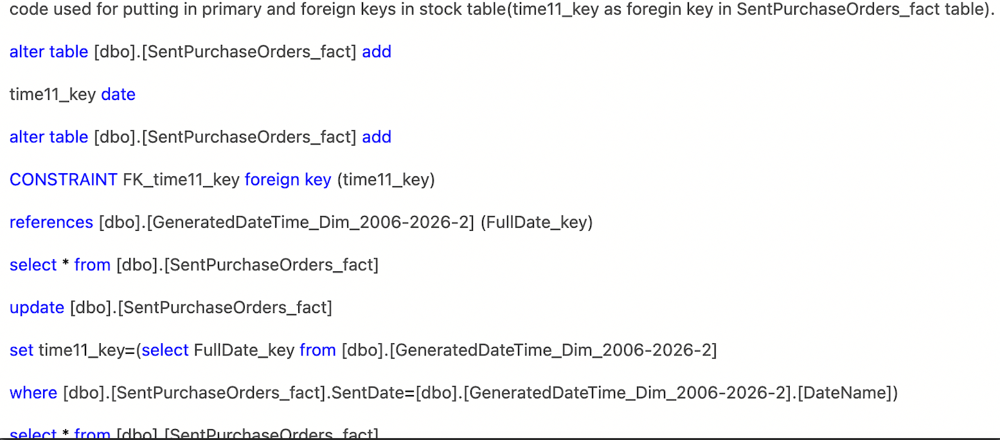 code used for putting in primary and foreign keys in stock table(time11_key as foregin key in SentPurchaseOrders_fact table).
alter table [dbo].[SentPurchaseOrders_fact] add
time11_key date
alter table [dbo].[SentPurchaseOrders_fact] add
CONSTRAINT FK_time11_key foreign key (time11_key)
references [dbo].[GeneratedDateTime_Dim_2006-2026-2] (FullDate_key)
select * from [dbo].[SentPurchaseOrders_fact]
update [dbo].[SentPurchaseOrders_fact]
set time11_key=(select FullDate_key from [dbo].[GeneratedDateTime_Dim_2006-2026-2]
where [dbo].[SentPurchaseOrders_fact].SentDate=[dbo].[GeneratedDateTime_Dim_2006-2026-2].[DateName])
select * from [dbo].[SentPurchaseOrders_fact]